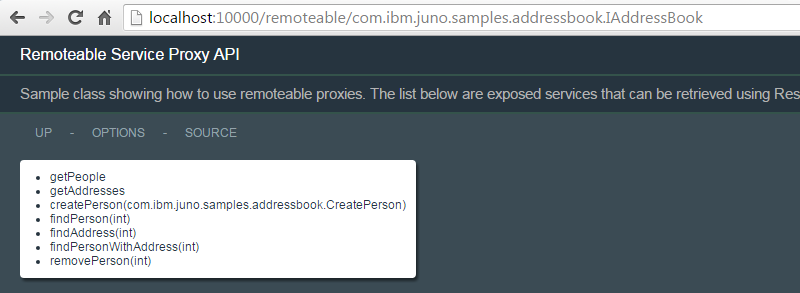 localhost:10000/remoteable/com.ibm.juno.samples.addressbook.IAddressBook
Remoteable Service Proxy API
Sample class showing how to use remoteable proxies. The list below are exposed services that can be retrieved using Res
UP - OPTIONS - SOURCE
getPeople
getAddresses
createPerson(com.ibm.juno.samples.addressbook.CreatePerson)
findPerson(int)
findAddress(int)
findPersonWithAddress(int)
removePerson(int)